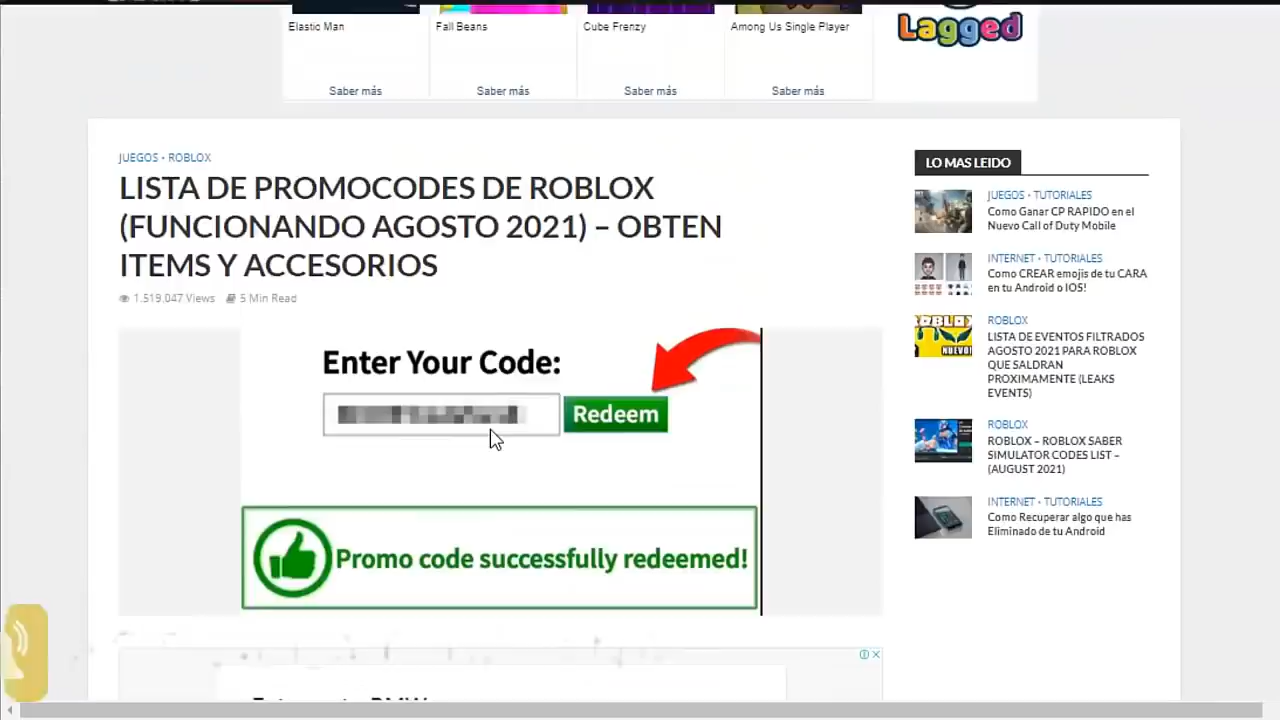 Elastic Man
Fall Beans
Cube Frenzy
Among Us Single Player
Lagged
Saber más
Saber más
Saber más
Saber más
JUEGOS • ROBLOX
LISTA DE PROMOCODES DE ROBLOX
(FUNCIONANDO AGOSTO 2021) – OBTEN
ITEMS Y ACCESORIOS
1.519.047 Views
5 Min Read
Enter Your Code:
Redeem
Promo code successfully redeemed!
LO MAS LEIDO
JUEGOS • TUTORIALES
Como Ganar CP RAPIDO en el
Nuevo Call of Duty Mobile
INTERNET • TUTORIALES
Como CREAR emojis de tu CARA
en tu Android o IOS!
ROBLOX
LISTA DE EVENTOS FILTRADOS
AGOSTO 2021 PARA ROBLOX
QUE SALDRAN
PROXIMAMENTE (LEAKS
EVENTS)
ROBLOX
ROBLOX – ROBLOX SABER
SIMULATOR CODES LIST –
(AUGUST 2021)
INTERNET • TUTORIALES
Como Recuperar algo que has
Eliminado de tu Android